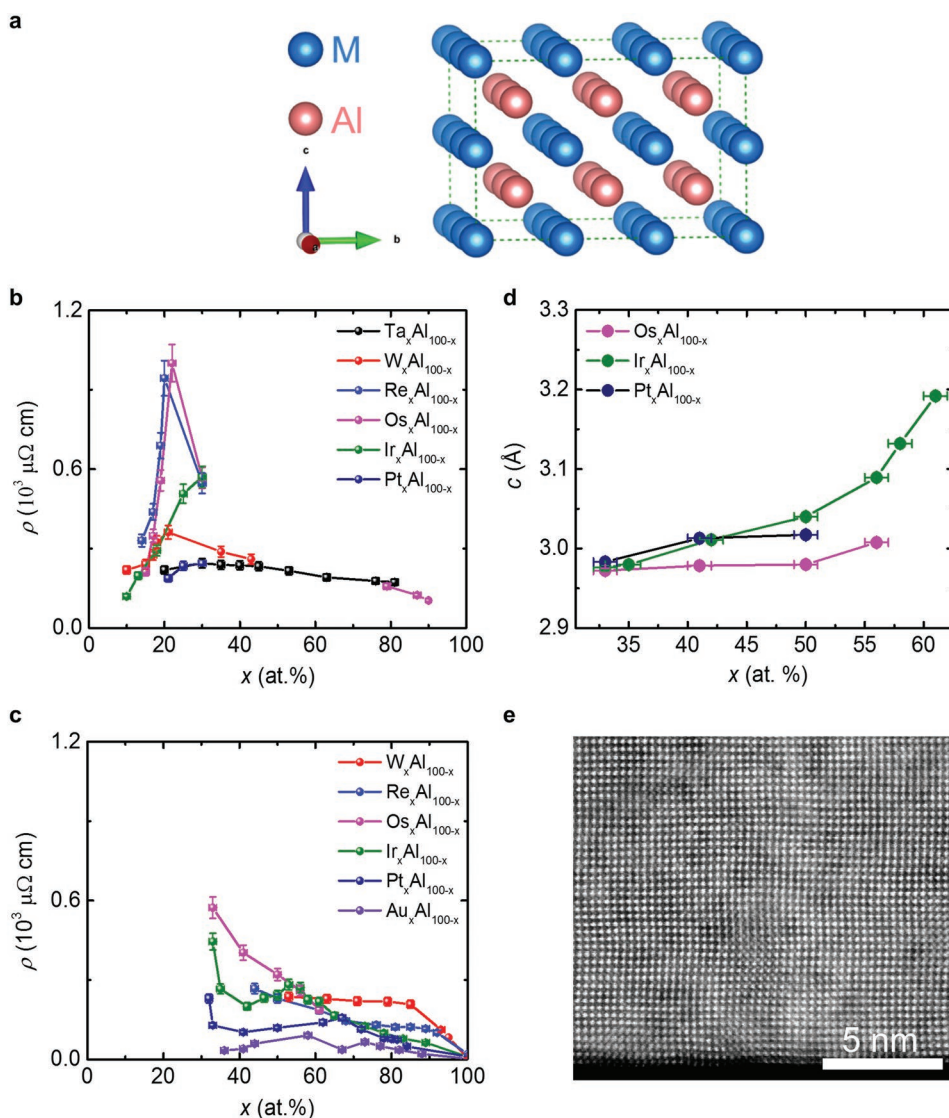 a
M
Al
c
a
b
b
1.2
0.6
0.0
ρ (10³ μΩ cm)
0 20 40 60 80 100
x (at.%)
TaₓAl₁₀₀₋ₓ
WₓAl₁₀₀₋ₓ
ReₓAl₁₀₀₋ₓ
OsₓAl₁₀₀₋ₓ
IrₓAl₁₀₀₋ₓ
PtₓAl₁₀₀₋ₓ
c
1.2
0.6
0.0
ρ (10³ μΩ cm)
0 20 40 60 80 100
x (at.%)
WₓAl₁₀₀₋ₓ
ReₓAl₁₀₀₋ₓ
OsₓAl₁₀₀₋ₓ
IrₓAl₁₀₀₋ₓ
PtₓAl₁₀₀₋ₓ
AuₓAl₁₀₀₋ₓ
d
3.3
3.2
3.1
3.0
2.9
c (Å)
35 40 45 50 55 60
x (at. %)
OsₓAl₁₀₀₋ₓ
IrₓAl₁₀₀₋ₓ
PtₓAl₁₀₀₋ₓ
e
5 nm